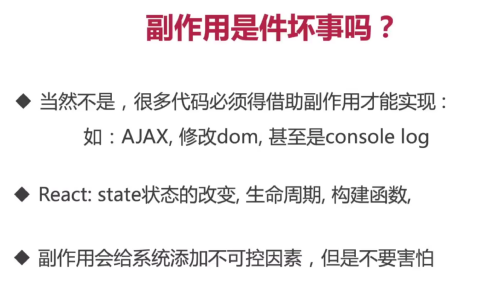 副作用是件坏事吗？
◆ 当然不是，很多代码必须得借助副作用才能实现：
如：AJAX, 修改dom, 甚至是console log
◆ React: state状态的改变, 生命周期, 构建函数,
◆ 副作用会给系统添加不可控因素，但是不要害怕